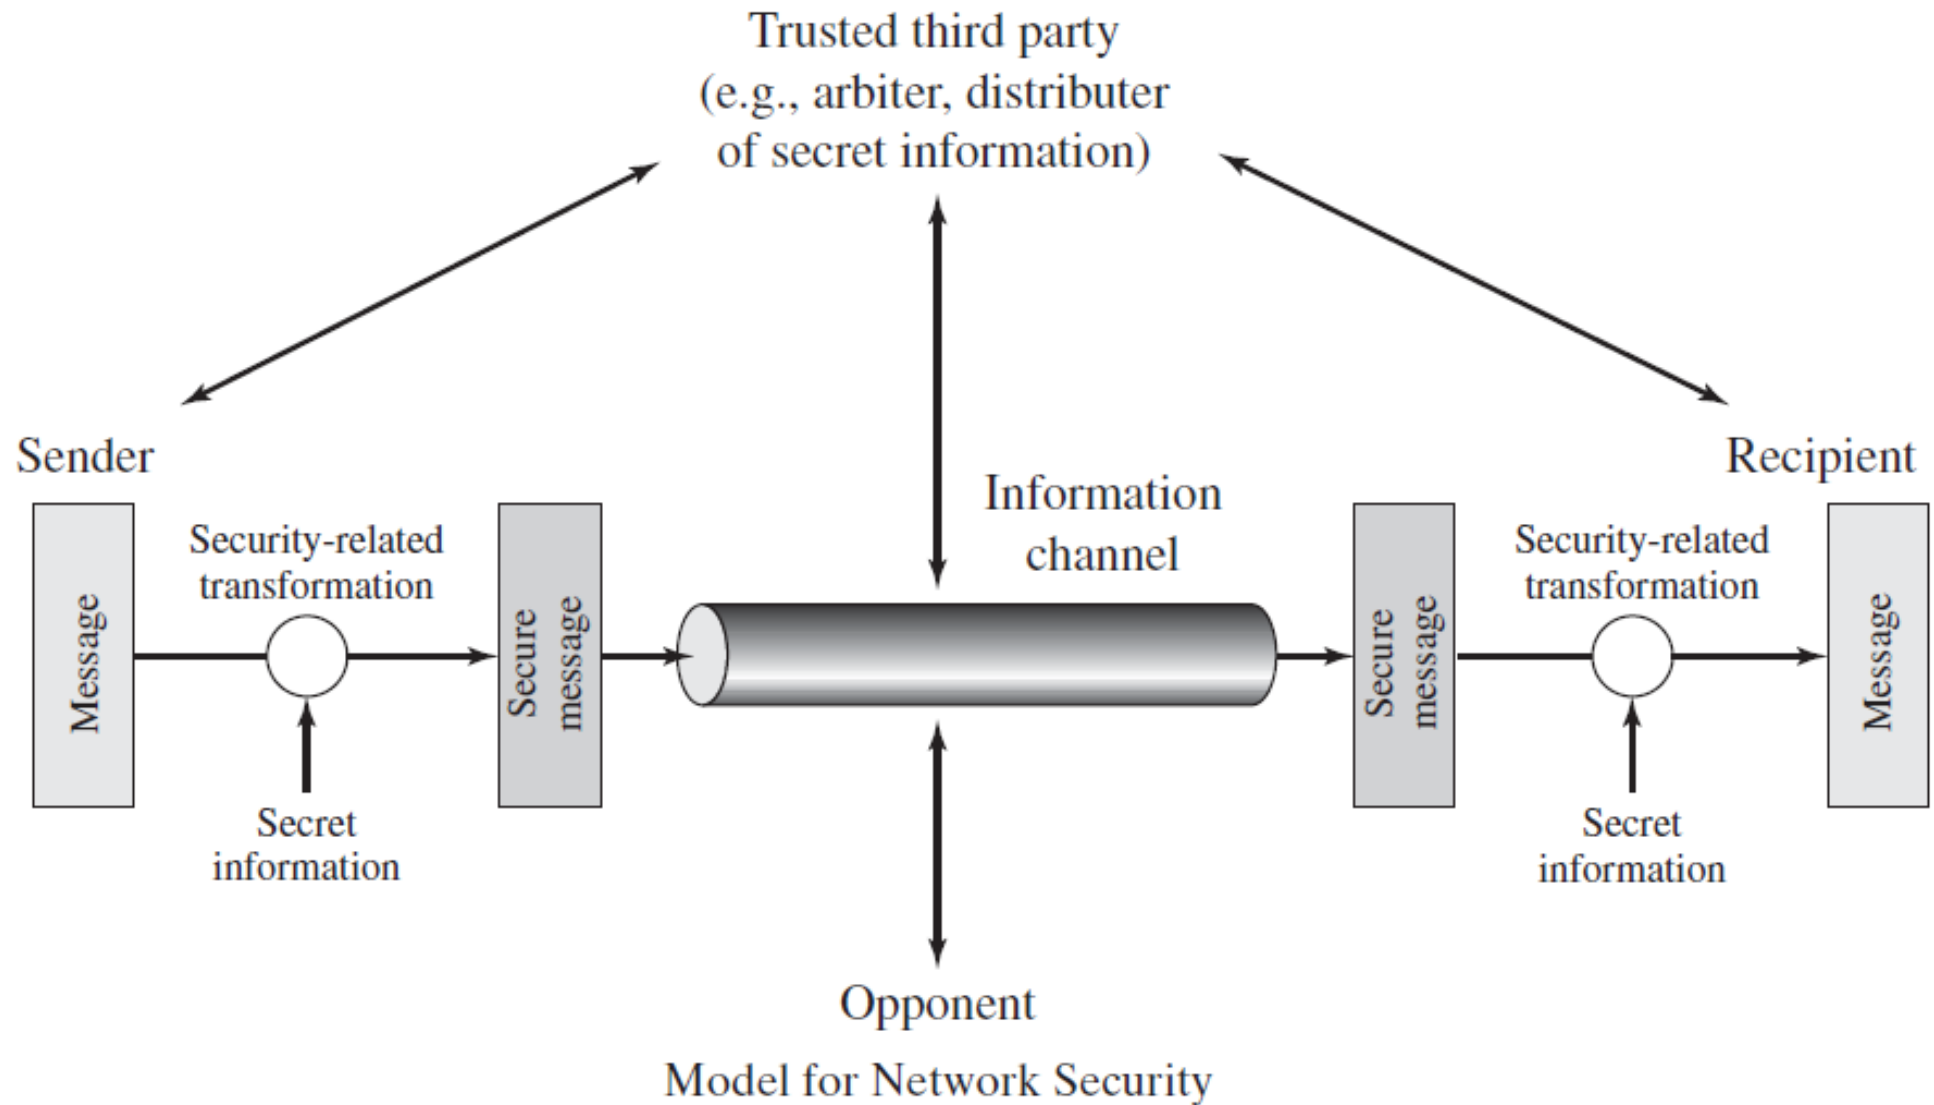 Trusted third party
(e.g., arbiter, distributer
of secret information)
Sender
Recipient
Information
channel
Security-related
transformation
Security-related
transformation
Message
Secure
message
Secure
message
Message
Secret
information
Secret
information
Opponent
Model for Network Security